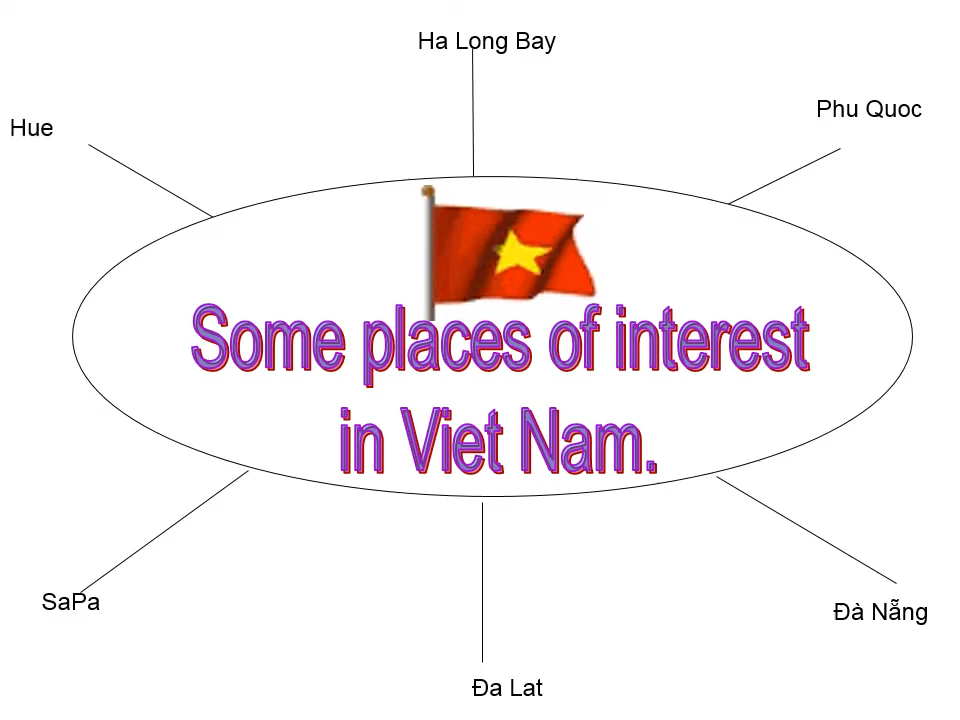 Ha Long Bay
Phu Quoc
Hue
Some places of interest
in Viet Nam.
SaPa
Đà Nẵng
Đa Lat